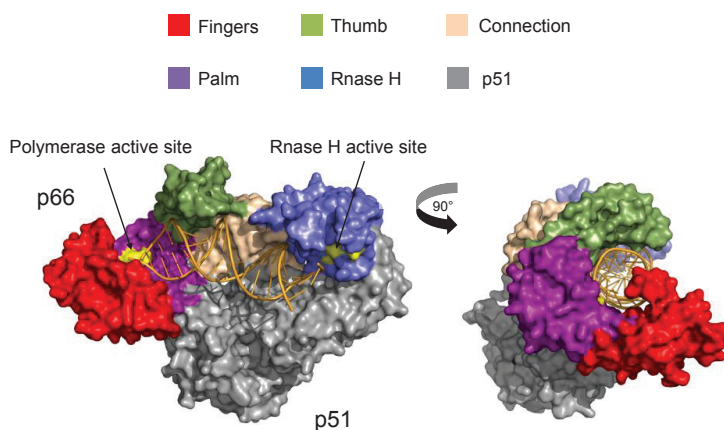 Fingers Thumb Connection
Palm Rnase H p51
Polymerase active site Rnase H active site
p66
90°
p51